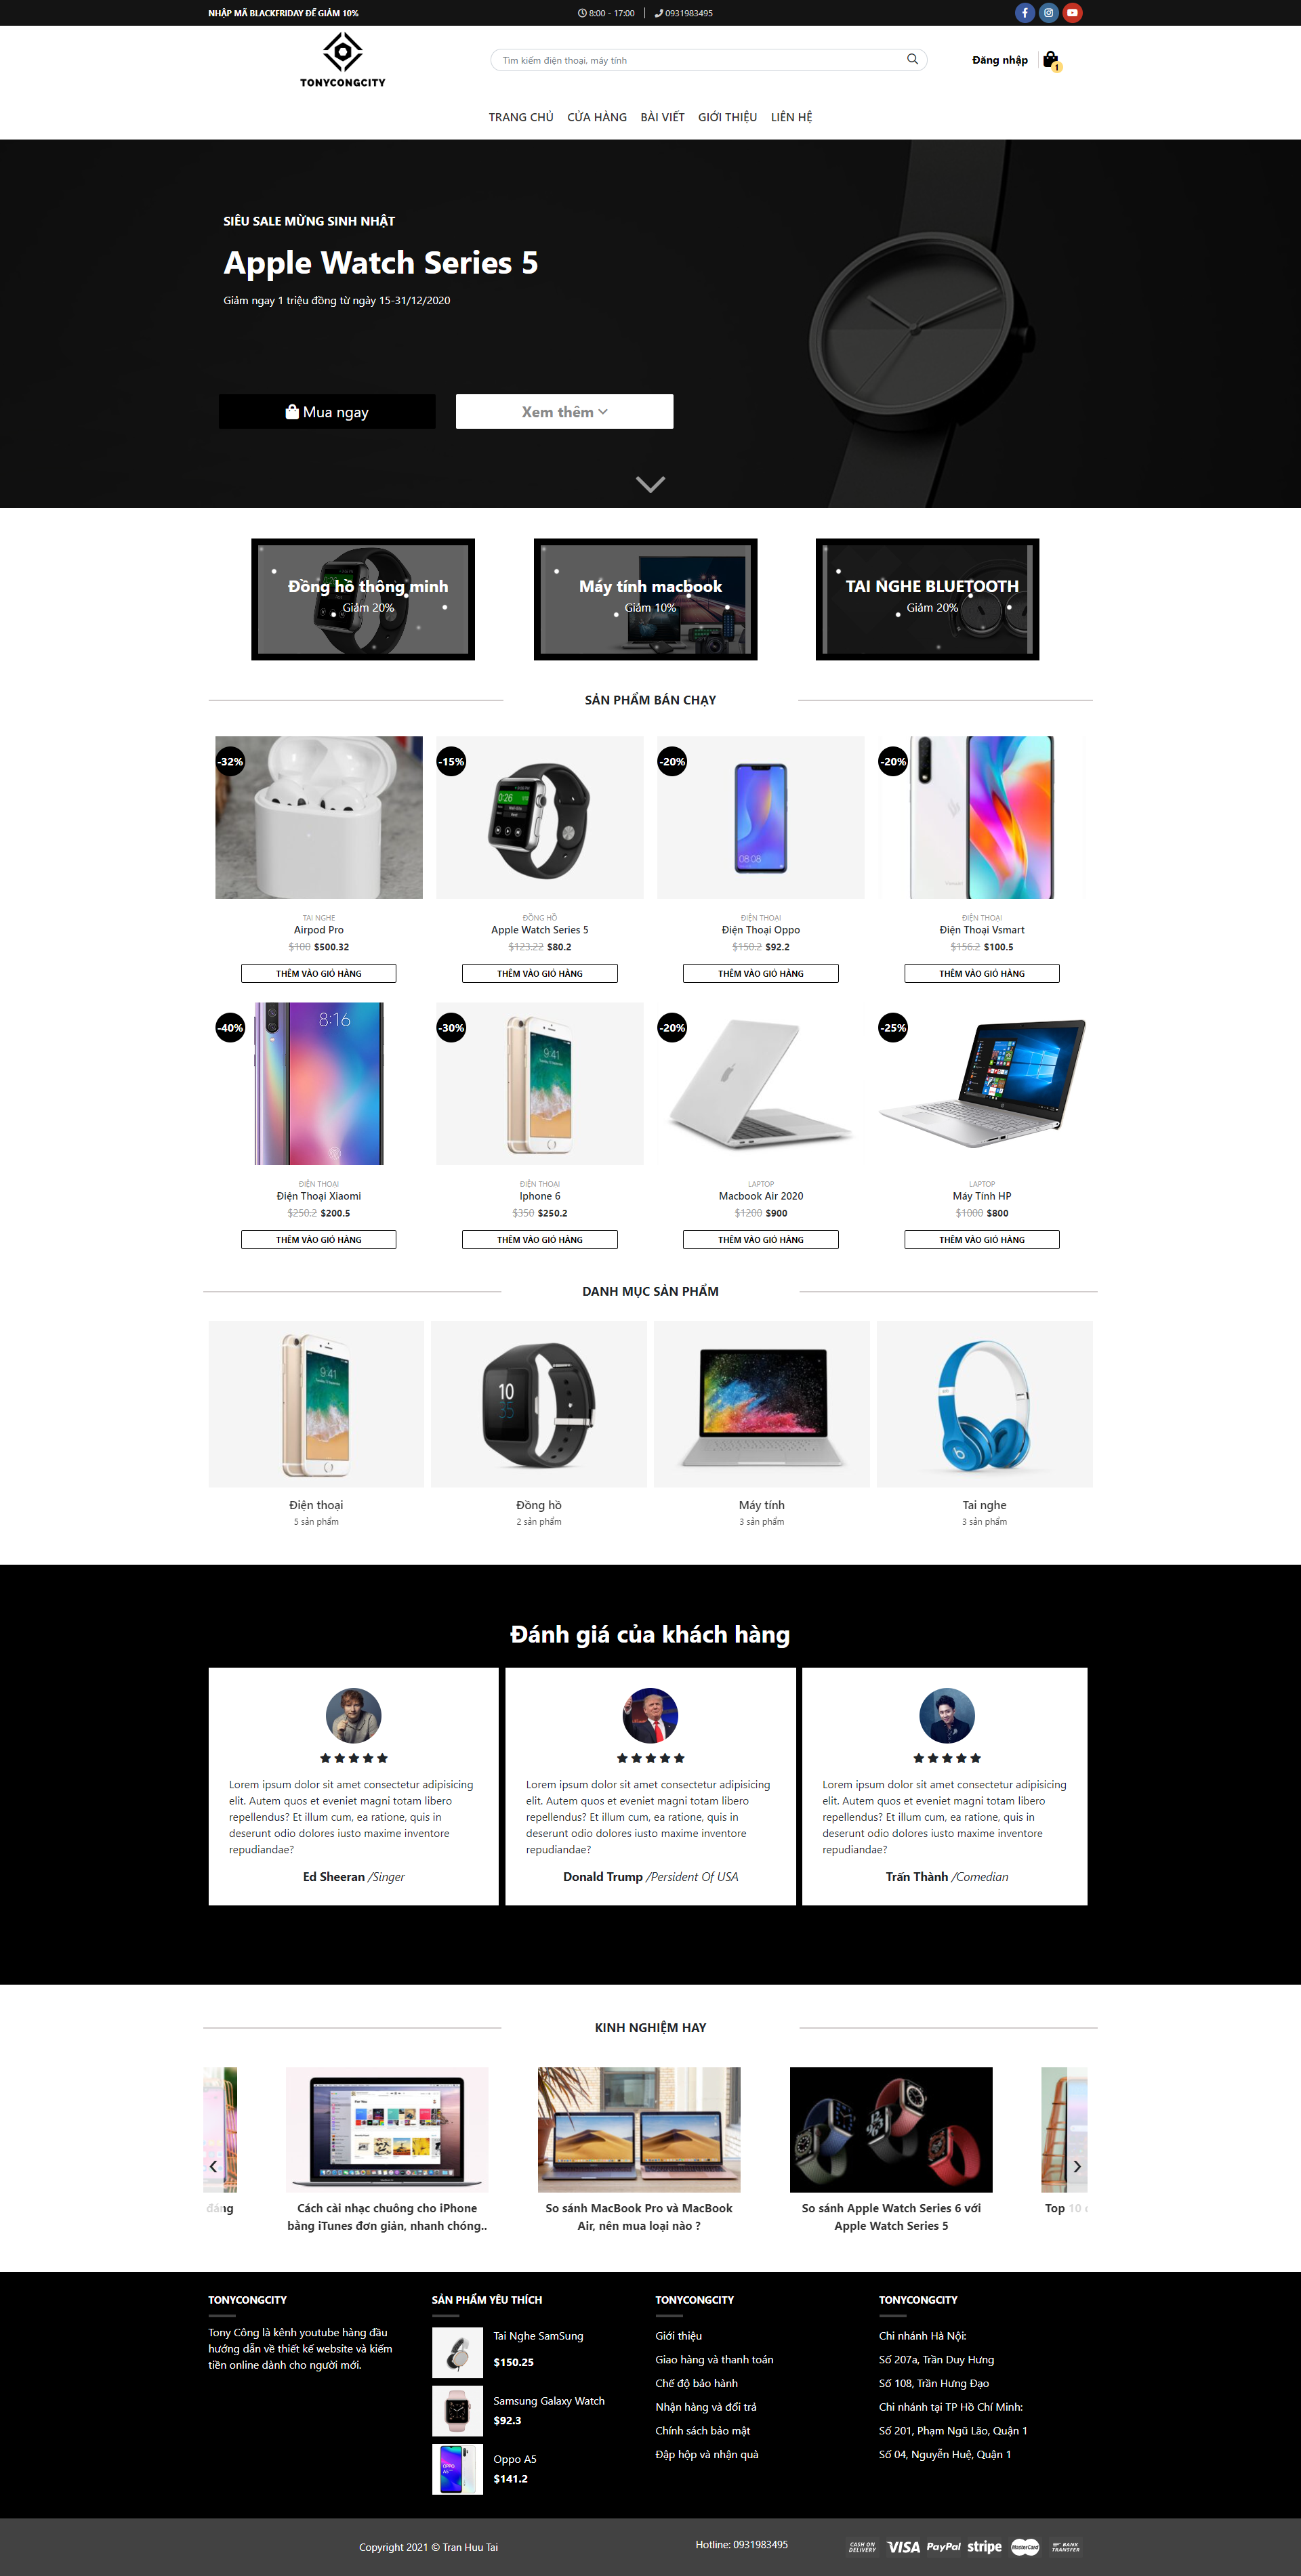 NHẬP MÃ BLACKFRIDAY ĐỂ GIẢM 10%
8:00 - 17:00
0931983495
TONYCONGCITY
Tìm kiếm điện thoại, máy tính
Đăng nhập
1
TRANG CHỦ CỬA HÀNG BÀI VIẾT GIỚI THIỆU LIÊN HỆ
SIÊU SALE MỪNG SINH NHẬT
Apple Watch Series 5
Giảm ngay 1 triệu đồng từ ngày 15-31/12/2020
Mua ngay
Xem thêm
Đồng hồ thông minh
Giảm 20%
Máy tính macbook
Giảm 10%
TAI NGHE BLUETOOTH
Giảm 20%
SẢN PHẨM BÁN CHẠY
-32%
TAI NGHE
Airpod Pro
$100 $500.32
THÊM VÀO GIỎ HÀNG
-15%
ĐỒNG HỒ
Apple Watch Series 5
$123.22 $80.2
THÊM VÀO GIỎ HÀNG
-20%
08:08
ĐIỆN THOẠI
Điện Thoại Oppo
$150.2 $92.2
THÊM VÀO GIỎ HÀNG
-20%
ĐIỆN THOẠI
Điện Thoại Vsmart
$156.2 $100.5
THÊM VÀO GIỎ HÀNG
-40%
8:16
ĐIỆN THOẠI
Điện Thoại Xiaomi
$250.2 $200.5
THÊM VÀO GIỎ HÀNG
-30%
9:41
ĐIỆN THOẠI
Iphone 6
$350 $250.2
THÊM VÀO GIỎ HÀNG
-20%
LAPTOP
Macbook Air 2020
$1200 $900
THÊM VÀO GIỎ HÀNG
-25%
LAPTOP
Máy Tính HP
$1000 $800
THÊM VÀO GIỎ HÀNG
DANH MỤC SẢN PHẨM
9:41
Điện thoại
5 sản phẩm
10
35
Đồng hồ
2 sản phẩm
Máy tính
3 sản phẩm
Tai nghe
3 sản phẩm
Đánh giá của khách hàng
Lorem ipsum dolor sit amet consectetur adipisicing
elit. Autem quos et eveniet magni totam libero
repellendus? Et illum cum, ea ratione, quis in
deserunt odio dolores iusto maxime inventore
repudiandae?
Ed Sheeran /Singer
Lorem ipsum dolor sit amet consectetur adipisicing
elit. Autem quos et eveniet magni totam libero
repellendus? Et illum cum, ea ratione, quis in
deserunt odio dolores iusto maxime inventore
repudiandae?
Donald Trump /Persident Of USA
Lorem ipsum dolor sit amet consectetur adipisicing
elit. Autem quos et eveniet magni totam libero
repellendus? Et illum cum, ea ratione, quis in
deserunt odio dolores iusto maxime inventore
repudiandae?
Trấn Thành /Comedian
KINH NGHIỆM HAY
đáng
Cách cài nhạc chuông cho iPhone
bằng iTunes đơn giản, nhanh chóng..
So sánh MacBook Pro và MacBook
Air, nên mua loại nào ?
So sánh Apple Watch Series 6 với
Apple Watch Series 5
Top 10
TONYCONGCITY
Tony Công là kênh youtube hàng đầu
hướng dẫn về thiết kế website và kiếm
tiền online dành cho người mới.
SẢN PHẨM YÊU THÍCH
Tai Nghe SamSung
$150.25
Samsung Galaxy Watch
$92.3
Oppo A5
$141.2
TONYCONGCITY
Giới thiệu
Giao hàng và thanh toán
Chế độ bảo hành
Nhận hàng và đổi trả
Chính sách bảo mật
Đập hộp và nhận quà
TONYCONGCITY
Chi nhánh Hà Nội:
Số 207a, Trần Duy Hưng
Số 108, Trần Hưng Đạo
Chi nhánh tại TP Hồ Chí Minh:
Số 201, Phạm Ngũ Lão, Quận 1
Số 04, Nguyễn Huệ, Quận 1
Copyright 2021 © Tran Huu Tai
Hotline: 0931983495
CASH ON
DELIVERY
VISA
PayPal
stripe
MasterCard
BANK
TRANSFER